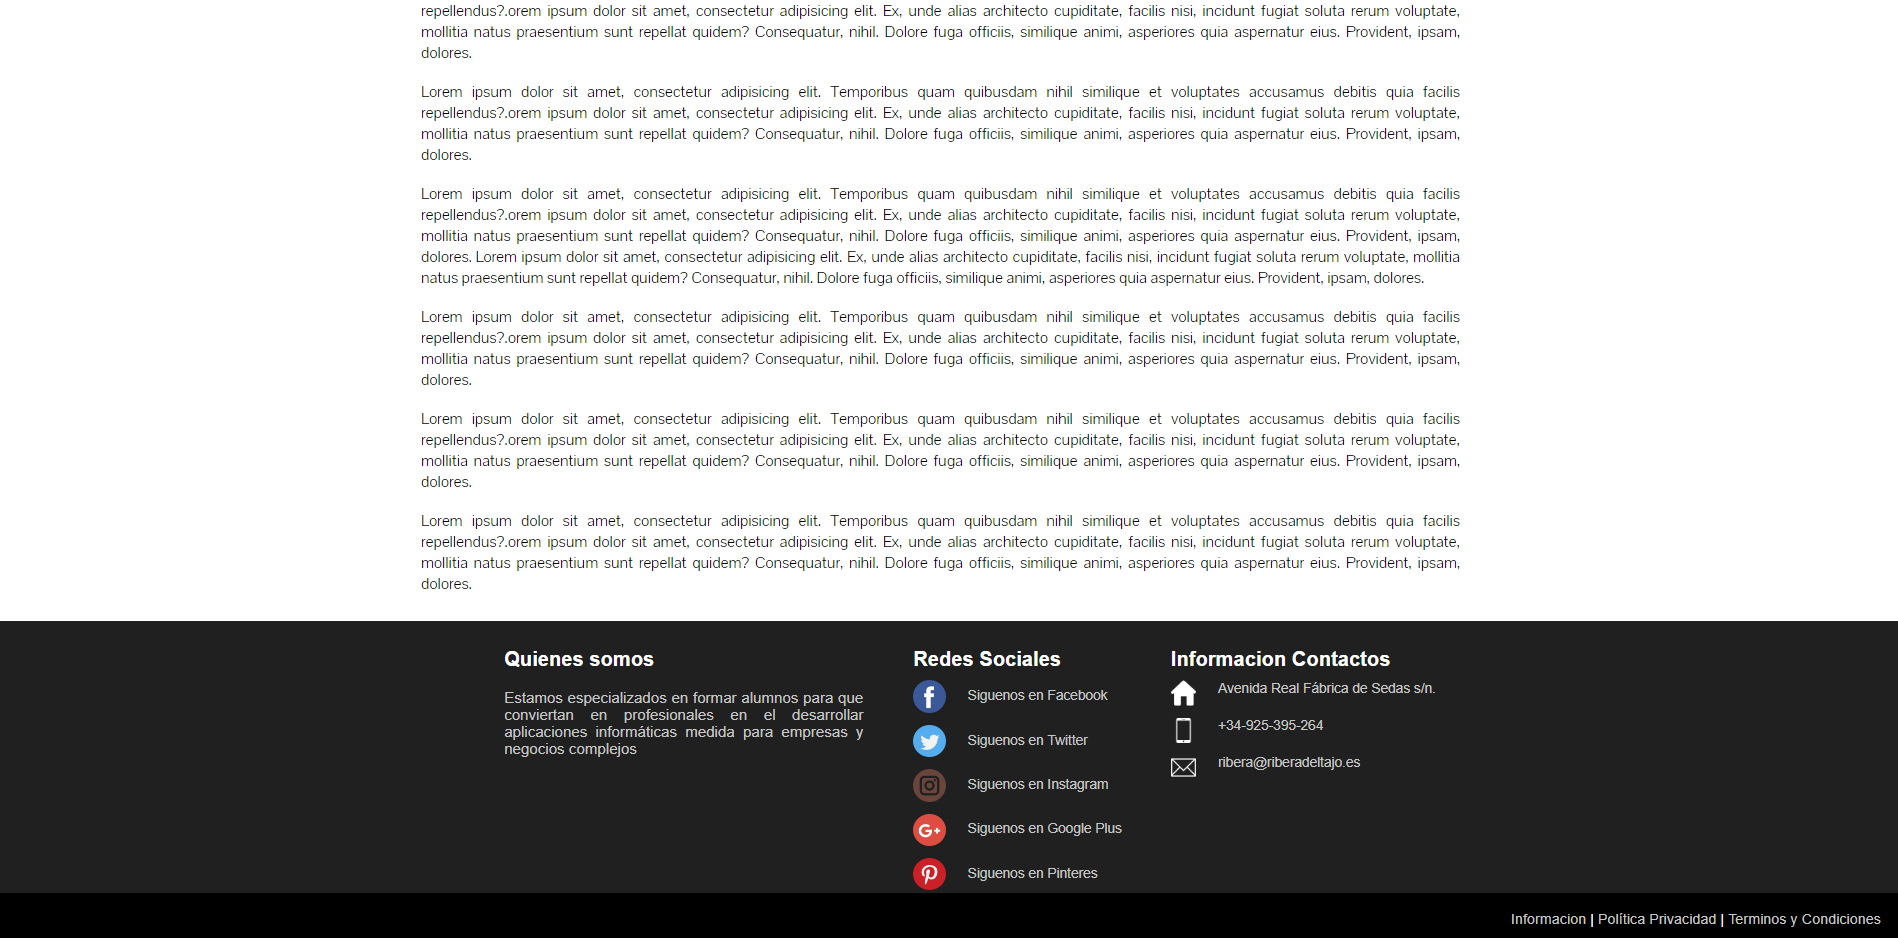 repellendus?.orem ipsum dolor sit amet, consectetur adipisicing elit. Ex, unde alias architecto cupiditate, facilis nisi, incidunt fugiat soluta rerum voluptate,
mollitia natus praesentium sunt repellat quidem? Consequatur, nihil. Dolore fuga officiis, similique animi, asperiores quia aspernatur eius. Provident, ipsam,
dolores.
Lorem ipsum dolor sit amet, consectetur adipisicing elit. Temporibus quam quibusdam nihil similique et voluptates accusamus debitis quia facilis
repellendus?.orem ipsum dolor sit amet, consectetur adipisicing elit. Ex, unde alias architecto cupiditate, facilis nisi, incidunt fugiat soluta rerum voluptate,
mollitia natus praesentium sunt repellat quidem? Consequatur, nihil. Dolore fuga officiis, similique animi, asperiores quia aspernatur eius. Provident, ipsam,
dolores.
Lorem ipsum dolor sit amet, consectetur adipisicing elit. Temporibus quam quibusdam nihil similique et voluptates accusamus debitis quia facilis
repellendus?.orem ipsum dolor sit amet, consectetur adipisicing elit. Ex, unde alias architecto cupiditate, facilis nisi, incidunt fugiat soluta rerum voluptate,
mollitia natus praesentium sunt repellat quidem? Consequatur, nihil. Dolore fuga officiis, similique animi, asperiores quia aspernatur eius. Provident, ipsam,
dolores. Lorem ipsum dolor sit amet, consectetur adipisicing elit. Ex, unde alias architecto cupiditate, facilis nisi, incidunt fugiat soluta rerum voluptate, mollitia
natus praesentium sunt repellat quidem? Consequatur, nihil. Dolore fuga officiis, similique animi, asperiores quia aspernatur eius. Provident, ipsam, dolores.
Lorem ipsum dolor sit amet, consectetur adipisicing elit. Temporibus quam quibusdam nihil similique et voluptates accusamus debitis quia facilis
repellendus?.orem ipsum dolor sit amet, consectetur adipisicing elit. Ex, unde alias architecto cupiditate, facilis nisi, incidunt fugiat soluta rerum voluptate,
mollitia natus praesentium sunt repellat quidem? Consequatur, nihil. Dolore fuga officiis, similique animi, asperiores quia aspernatur eius. Provident, ipsam,
dolores.
Lorem ipsum dolor sit amet, consectetur adipisicing elit. Temporibus quam quibusdam nihil similique et voluptates accusamus debitis quia facilis
repellendus?.orem ipsum dolor sit amet, consectetur adipisicing elit. Ex, unde alias architecto cupiditate, facilis nisi, incidunt fugiat soluta rerum voluptate,
mollitia natus praesentium sunt repellat quidem? Consequatur, nihil. Dolore fuga officiis, similique animi, asperiores quia aspernatur eius. Provident, ipsam,
dolores.
Lorem ipsum dolor sit amet, consectetur adipisicing elit. Temporibus quam quibusdam nihil similique et voluptates accusamus debitis quia facilis
repellendus?.orem ipsum dolor sit amet, consectetur adipisicing elit. Ex, unde alias architecto cupiditate, facilis nisi, incidunt fugiat soluta rerum voluptate,
mollitia natus praesentium sunt repellat quidem? Consequatur, nihil. Dolore fuga officiis, similique animi, asperiores quia aspernatur eius. Provident, ipsam,
dolores.
Quienes somos
Estamos especializados en formar alumnos para que
conviertan en profesionales en el desarrollar
aplicaciones informáticas medida para empresas y
negocios complejos
Redes Sociales
Siguenos en Facebook
Siguenos en Twitter
Siguenos en Instagram
Siguenos en Google Plus
Siguenos en Pinteres
Informacion Contactos
Avenida Real Fábrica de Sedas s/n.
+34-925-395-264
ribera@riberadeltajo.es
Informacion | Política Privacidad | Terminos y Condiciones